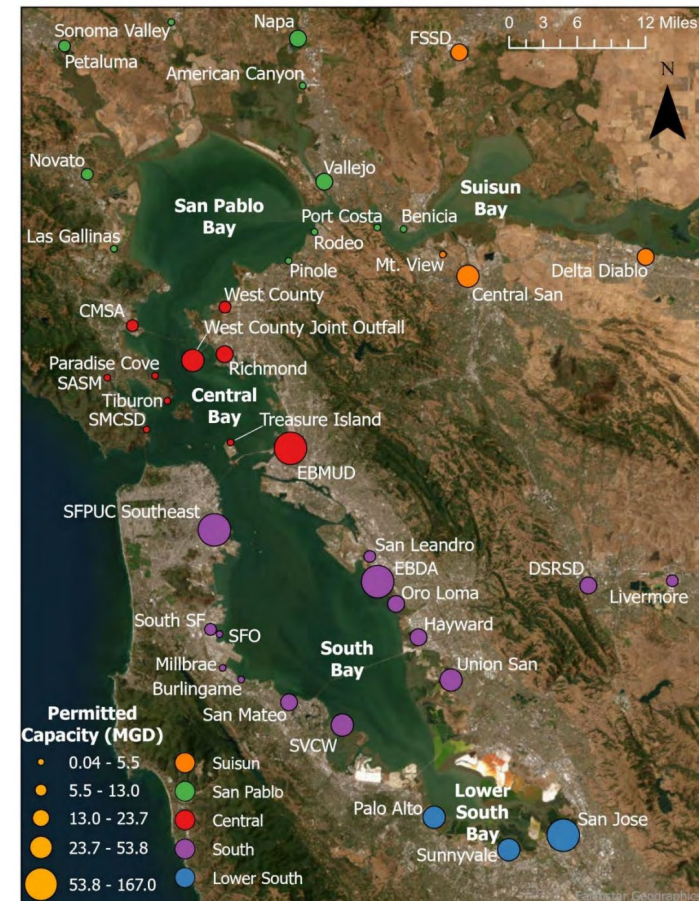 Sonoma Valley
Napa
FSSD
0 3 6 12 Miles
Petaluma
American Canyon
N
Novato
Vallejo
San Pablo
Bay
Suisun
Bay
Port Costa
Benicia
Las Gallinas
Rodeo
Mt. View
Delta Diablo
Pinole
Central San
West County
CMSA
West County Joint Outfall
Paradise Cove
Richmond
SASM
Central
Bay
Tiburon
SMCSD
Treasure Island
EBMUD
SFPUC Southeast
San Leandro
EBDA
DSRSD
Oro Loma
Livermore
South SF
SFO
Hayward
South
Bay
Millbrae
Union San
Burlingame
San Mateo
SVCW
Permitted
Capacity (MGD)
0.04 - 5.5
5.5 - 13.0
13.0 - 23.7
23.7 - 53.8
53.8 - 167.0
Suisun
San Pablo
Central
South
Lower South
Palo Alto
Lower
South
Bay
San Jose
Sunnyvale
Earthstar Geographics